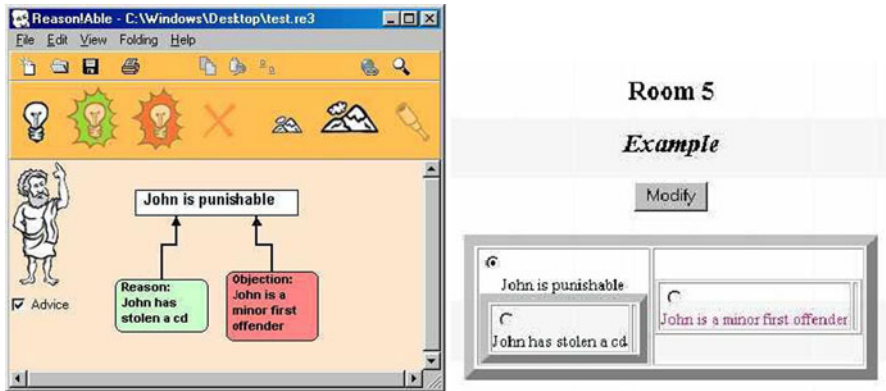 Reason!Able - C:\Windows\Desktop\test.re3
File Edit View Folding Help
John is punishable
Reason:
John has
stolen a cd
Objection:
John is a
minor first
offender
Advice
Room 5
Example
Modify
John is punishable
John has stolen a cd
John is a minor first offender